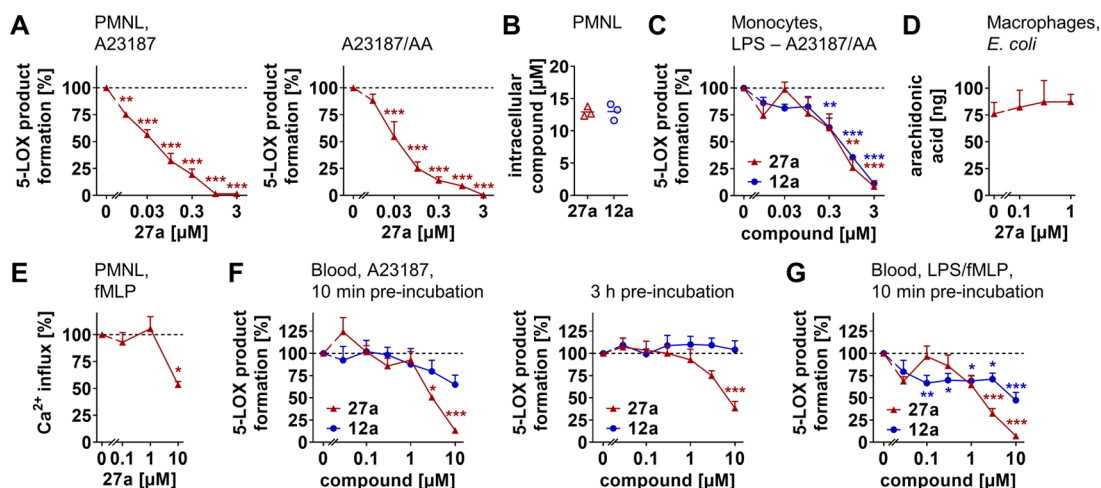 A
PMNL,
A23187
5-LOX product
formation [%]
100
75
50
25
0
**
***
***
***
***
***
0
0.03
0.3
3
27a [µM]
A23187/AA
5-LOX product
formation [%]
100
75
50
25
0
***
***
***
***
***
0
0.03
0.3
3
27a [µM]
B
PMNL
intracellular
compound [µM]
20
15
10
5
0
27a 12a
C
Monocytes,
LPS – A23187/AA
5-LOX product
formation [%]
100
75
50
25
0
**
***
**
***
***
27a
12a
0
0.03
0.3
3
compound [µM]
D
Macrophages,
E. coli
arachidonic
acid [ng]
100
75
50
25
0
0
0.1
1
27a [µM]
E
PMNL,
fMLP
Ca2+ influx [%]
100
50
0
*
0
0.1
1
10
27a [µM]
F
Blood, A23187,
10 min pre-incubation
5-LOX product
formation [%]
125
100
75
50
25
0
*
***
27a
12a
0
0.1
1
10
compound [µM]
3 h pre-incubation
5-LOX product
formation [%]
125
100
75
50
25
0
***
27a
12a
0
0.1
1
10
compound [µM]
G
Blood, LPS/fMLP,
10 min pre-incubation
5-LOX product
formation [%]
125
100
75
50
25
0
**
*
*
*
***
***
***
27a
12a
0
0.1
1
10
compound [µM]